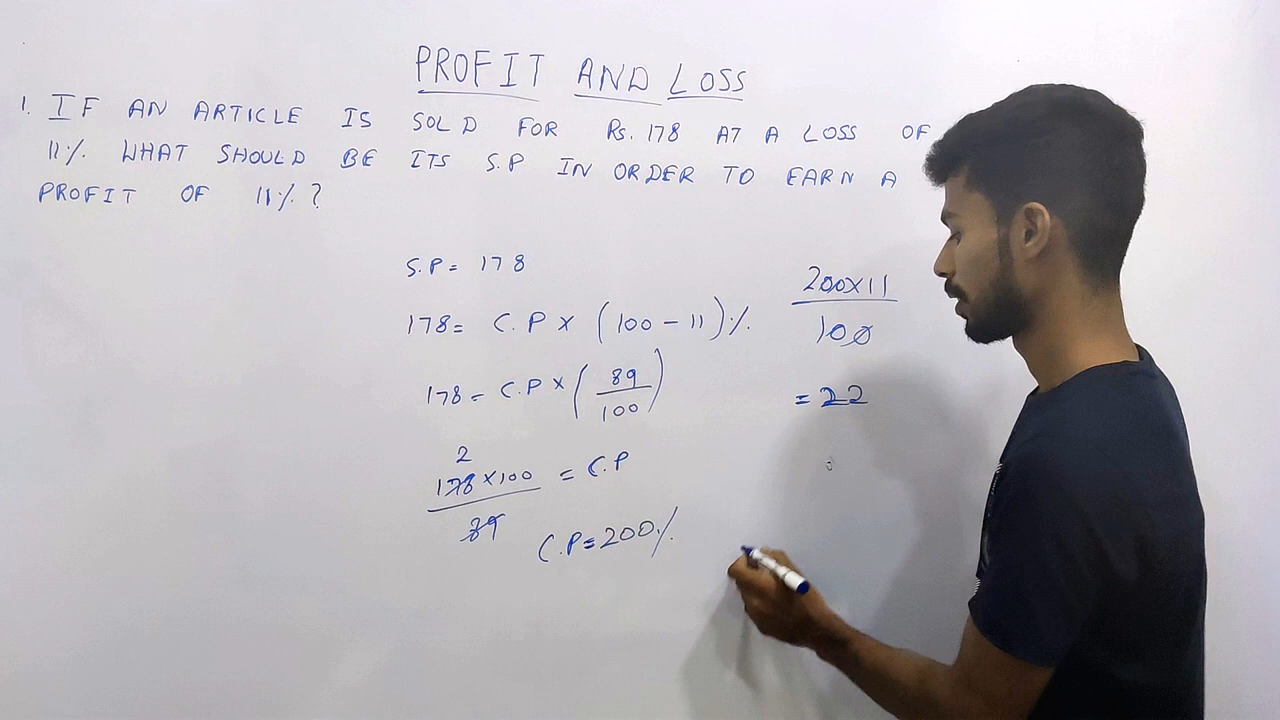 PROFIT AND LOSS
1. IF AN ARTICLE IS SOLD FOR Rs. 178 AT A LOSS OF
11% WHAT SHOULD BE ITS S.P IN ORDER TO EARN A
PROFIT OF 11%?
S.P = 178
178 = C.P × (100 - 11)%
178 = C.P × (89/100)
2
178 × 100 = C.P
89
C.P = 200%
200×11
100
= 22